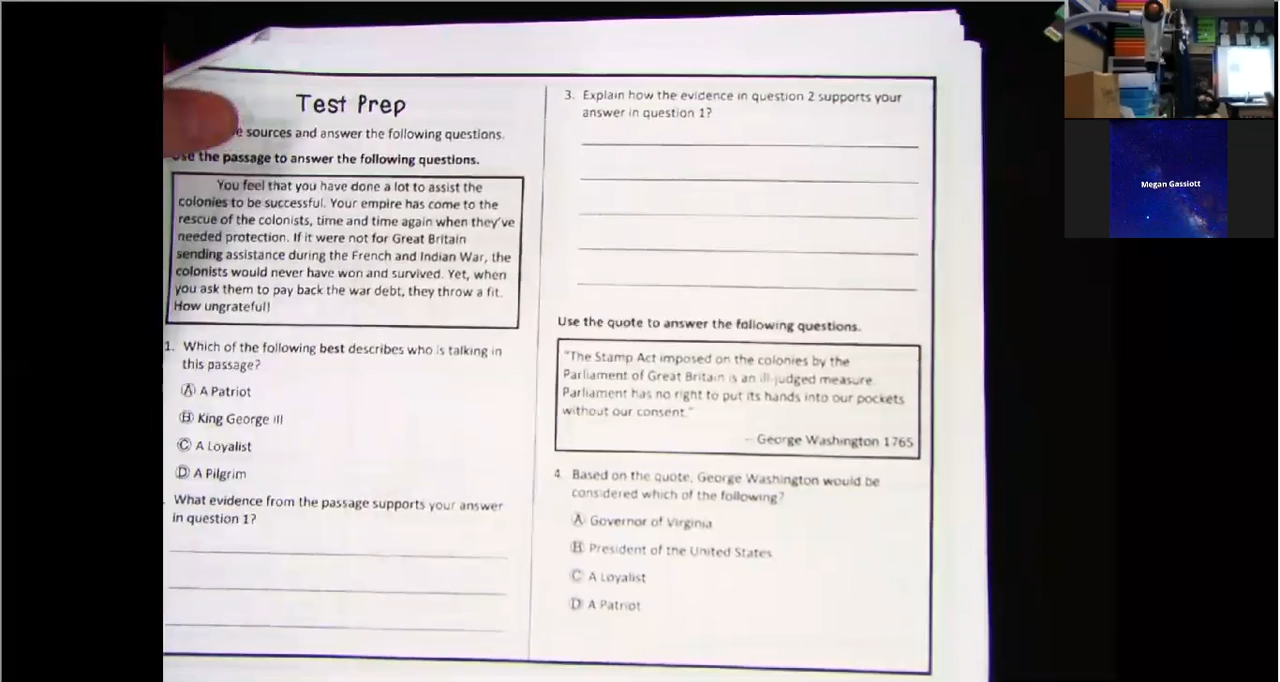 Test Prep
e sources and answer the following questions.
Use the passage to answer the following questions.
You feel that you have done a lot to assist the
colonies to be successful. Your empire has come to the
rescue of the colonists, time and time again when they've
needed protection. If it were not for Great Britain
sending assistance during the French and Indian War, the
colonists would never have won and survived. Yet, when
you ask them to pay back the war debt, they throw a fit.
How ungrateful!
1. Which of the following best describes who is talking in
this passage?
A A Patriot
B King George III
C A Loyalist
D A Pilgrim
. What evidence from the passage supports your answer
in question 1?
3. Explain how the evidence in question 2 supports your
answer in question 1?
Use the quote to answer the following questions.
"The Stamp Act imposed on the colonies by the
Parliament of Great Britain is an ill-judged measure.
Parliament has no right to put its hands into our pockets
without our consent."
-- George Washington 1765
4. Based on the quote, George Washington would be
considered which of the following?
A Governor of Virginia
B President of the United States
C A Loyalist
D A Patriot
Megan Gassiott